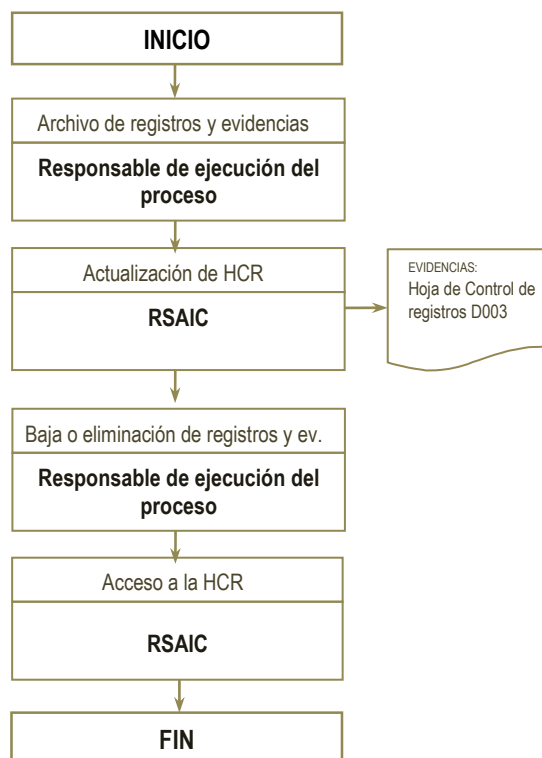 INICIO
Archivo de registros y evidencias
Responsable de ejecución del
proceso
Actualización de HCR
RSAIC
EVIDENCIAS:
Hoja de Control de
registros D003
Baja o eliminación de registros y ev.
Responsable de ejecución del
proceso
Acceso a la HCR
RSAIC
FIN